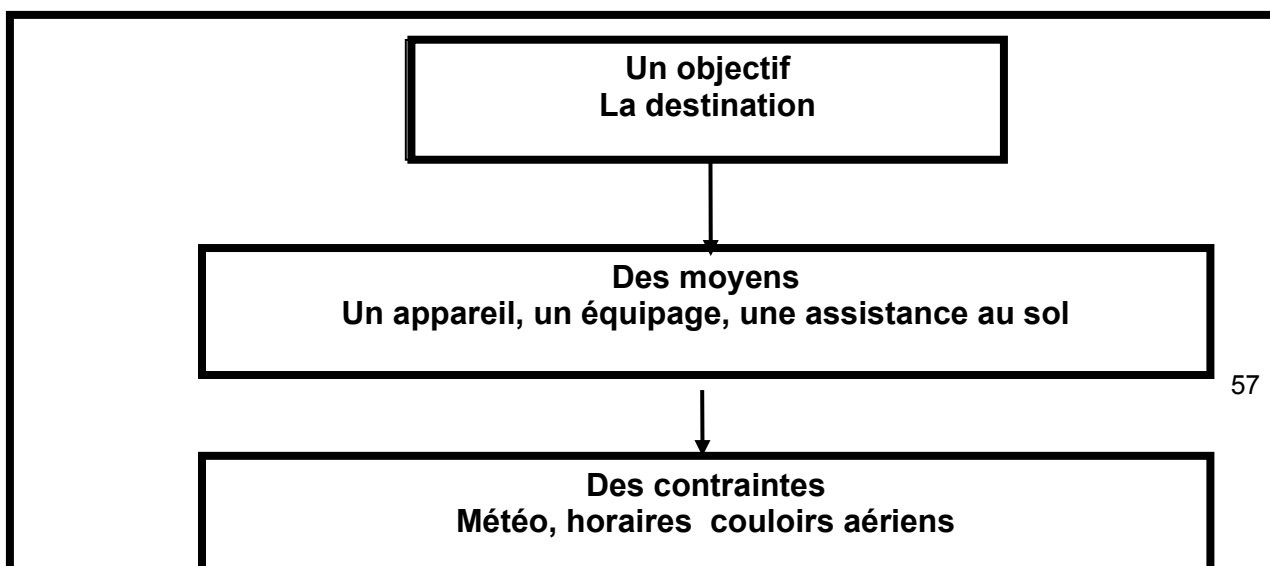 Un objectif
La destination
Des moyens
Un appareil, un équipage, une assistance au sol
57
Des contraintes
Météo, horaires  couloirs aériens